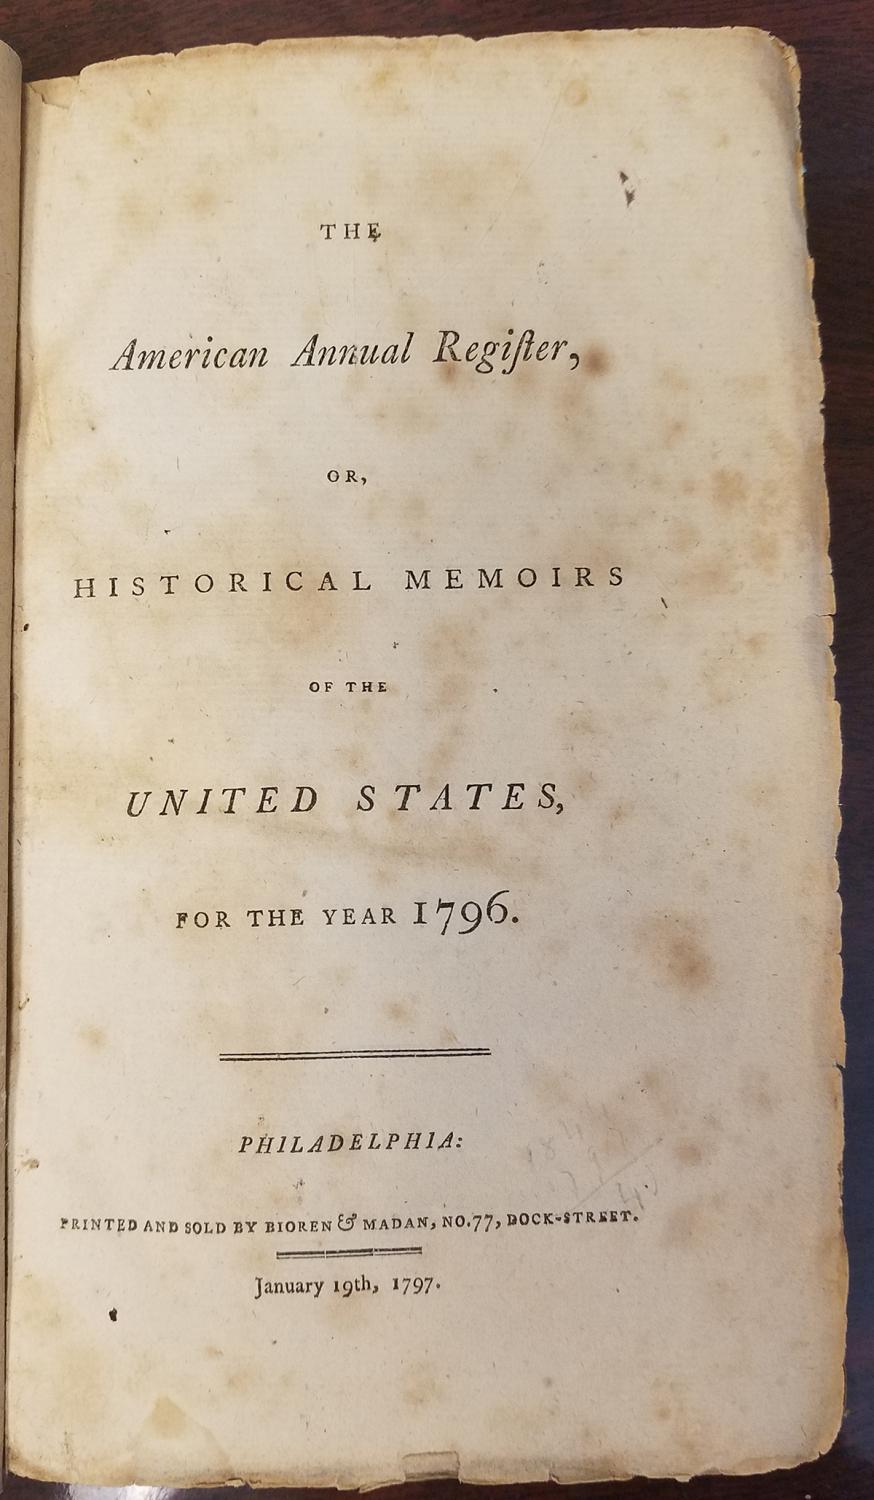 THE
American Annual Regiſter,
OR,
HISTORICAL MEMOIRS
OF THE
UNITED STATES,
FOR THE YEAR 1796.
PHILADELPHIA:
PRINTED AND SOLD BY BIOREN & MADAN, NO.77, DOCK-STREET.
January 19th, 1797.